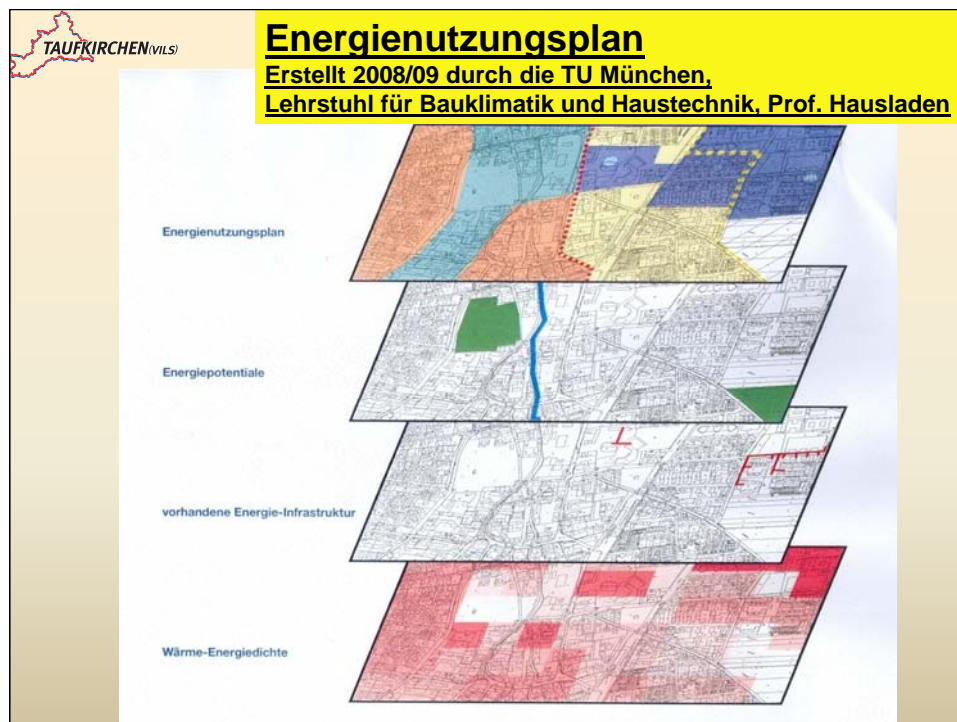 TAUFKIRCHEN(VILS)
Energienutzungsplan
Erstellt 2008/09 durch die TU München,
Lehrstuhl für Bauklimatik und Haustechnik, Prof. Hausladen
Energienutzungsplan
Energiepotentiale
vorhandene Energie-Infrastruktur
Wärme-Energiedichte